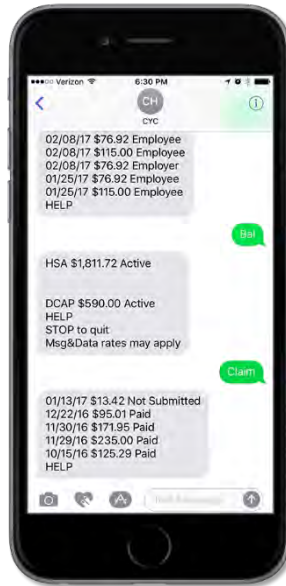 Verizon 6:30 PM
CH
CYC
02/08/17 $76.92 Employee
02/08/17 $115.00 Employee
02/08/17 $76.92 Employer
01/25/17 $76.92 Employee
01/25/17 $115.00 Employee
HELP
Bal
HSA $1,811.72 Active
DCAP $590.00 Active
HELP
STOP to quit
Msg&Data rates may apply
Claim
01/13/17 $13.42 Not Submitted
12/22/16 $95.01 Paid
11/30/16 $171.95 Paid
11/29/16 $235.00 Paid
10/15/16 $125.29 Paid
HELP